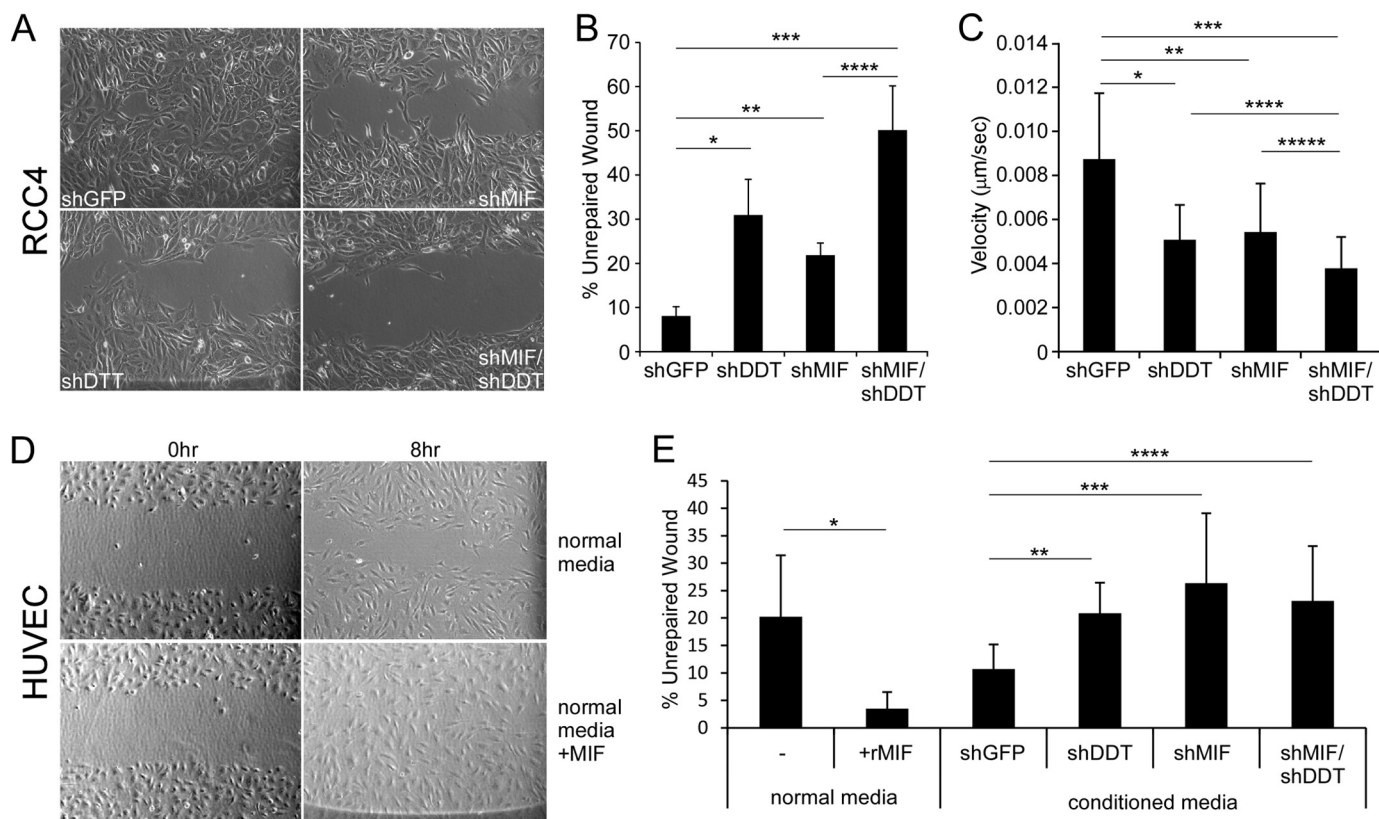 A
RCC4
shGFP
shMIF
shDTT
shMIF/
shDDT
B
% Unrepaired Wound
70
60
50
40
30
20
10
0
***
****
**
*
shGFP
shDDT
shMIF
shMIF/
shDDT
C
Velocity (μm/sec)
0.014
0.012
0.010
0.008
0.006
0.004
0.002
0
***
**
*
****
*****
shGFP
shDDT
shMIF
shMIF/
shDDT
D
HUVEC
0hr
8hr
normal
media
normal
media
+MIF
E
% Unrepaired Wound
45
40
35
30
25
20
15
10
5
0
****
***
*
**
-
+rMIF
shGFP
shDDT
shMIF
shMIF/
shDDT
normal media
conditioned media